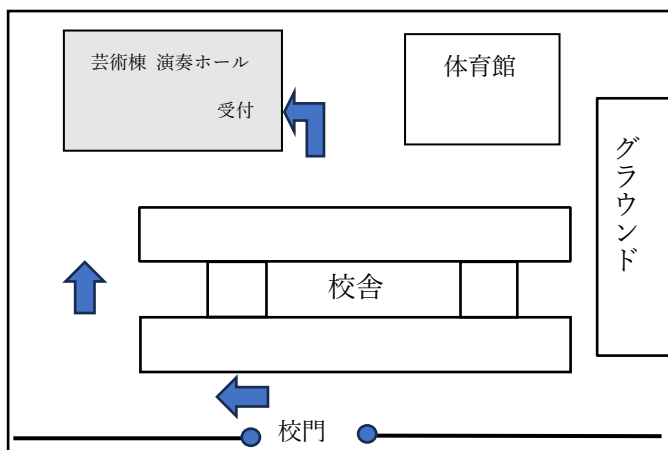 芸術棟 演奏ホール
受付
体育館
グラウンド
校舎
校門